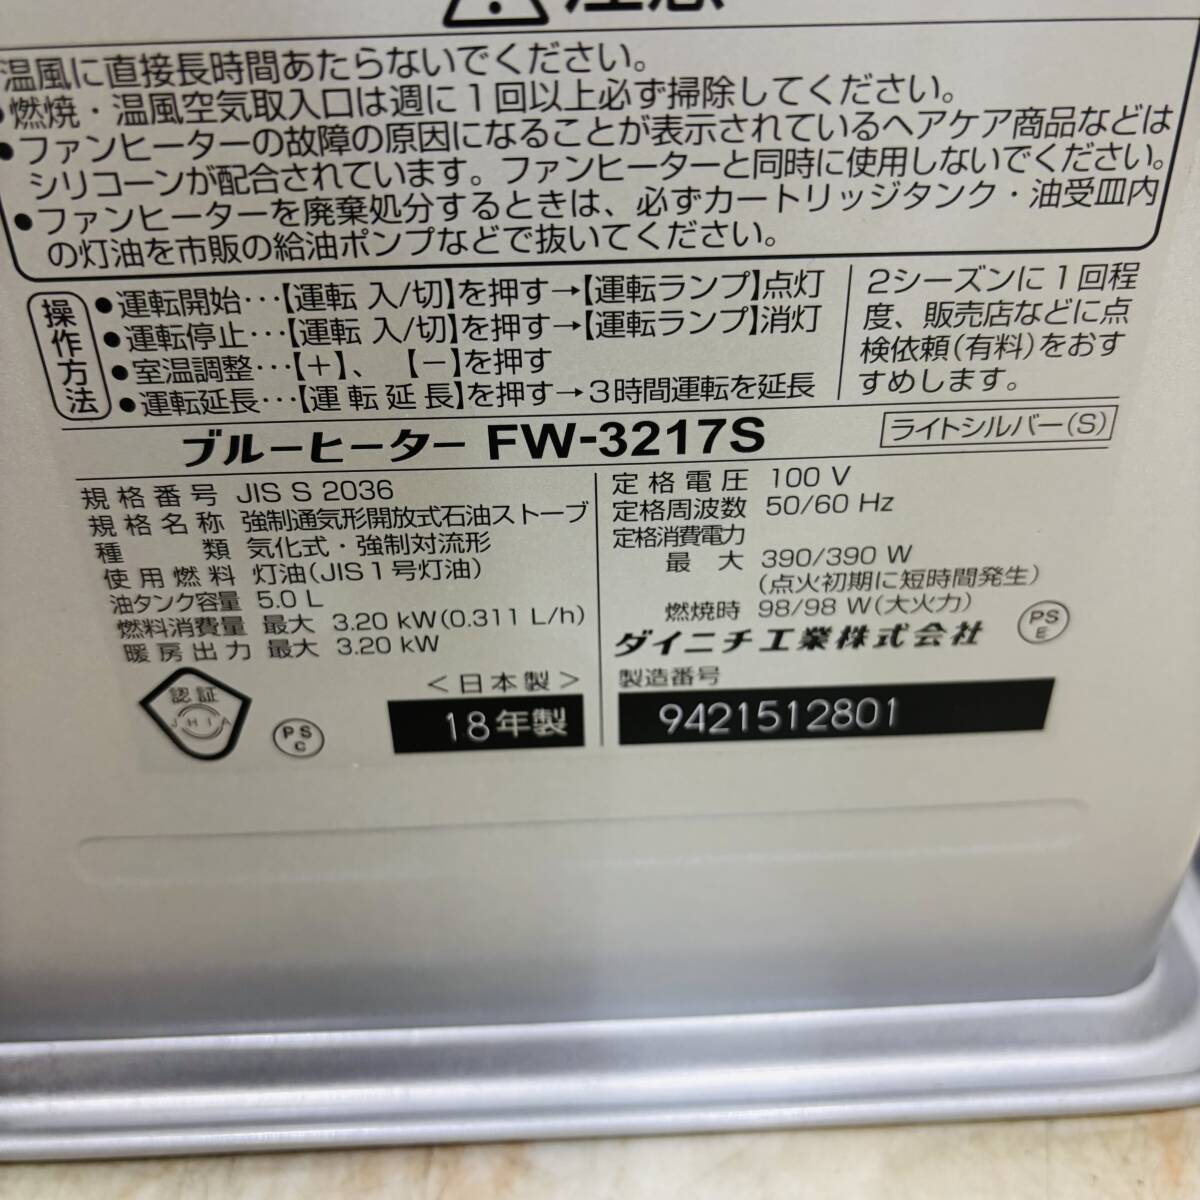 注意
温風に直接長時間あたらないでください。
●燃焼・温風空気取入口は週に1回以上必ず掃除してください。
●ファンヒーターの故障の原因になることが表示されているヘアケア商品などは
シリコーンが配合されています。ファンヒーターと同時に使用しないでください。
●ファンヒーターを廃棄処分するときは、必ずカートリッジタンク・油受皿内
の灯油を市販の給油ポンプなどで抜いてください。
操作方法
●運転開始…【運転 入/切】を押す→【運転ランプ】点灯
●運転停止…【運転 入/切】を押す→【運転ランプ】消灯
●室温調整…【+】、【−】を押す
●運転延長…【運転延長】を押す→3時間運転を延長
2シーズンに1回程
度、販売店などに点
検依頼(有料)をおす
すめします。
ブルーヒーター FW-3217S
ライトシルバー(S)
規格番号 JIS S 2036
規格名称 強制通気形開放式石油ストーブ
種類 気化式・強制対流形
使用燃料 灯油(JIS1号灯油)
油タンク容量 5.0 L
燃料消費量 最大 3.20 kW(0.311 L/h)
暖房出力 最大 3.20 kW
認証
JHIA
PS
C
<日本製>
18年製
定格電圧 100 V
定格周波数 50/60 Hz
定格消費電力
最大 390/390 W
(点火初期に短時間発生)
燃焼時 98/98 W(大火力)
ダイニチ工業株式会社
PS
E
製造番号
9421512801